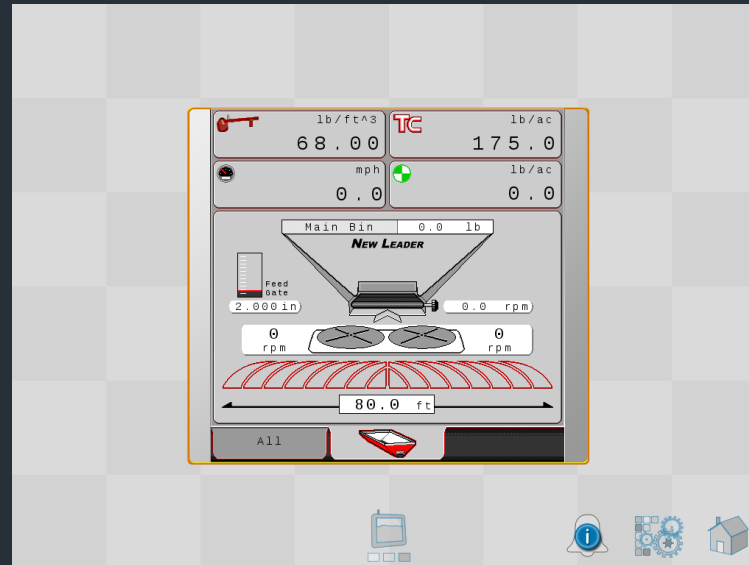 lb/ft^3
68.00
TC
lb/ac
175.0
mph
0.0
lb/ac
0.0
Main Bin 0.0 lb
NEW LEADER
Feed
Gate
2.000 in
0.0 rpm
0
rpm
0
rpm
80.0 ft
All
i